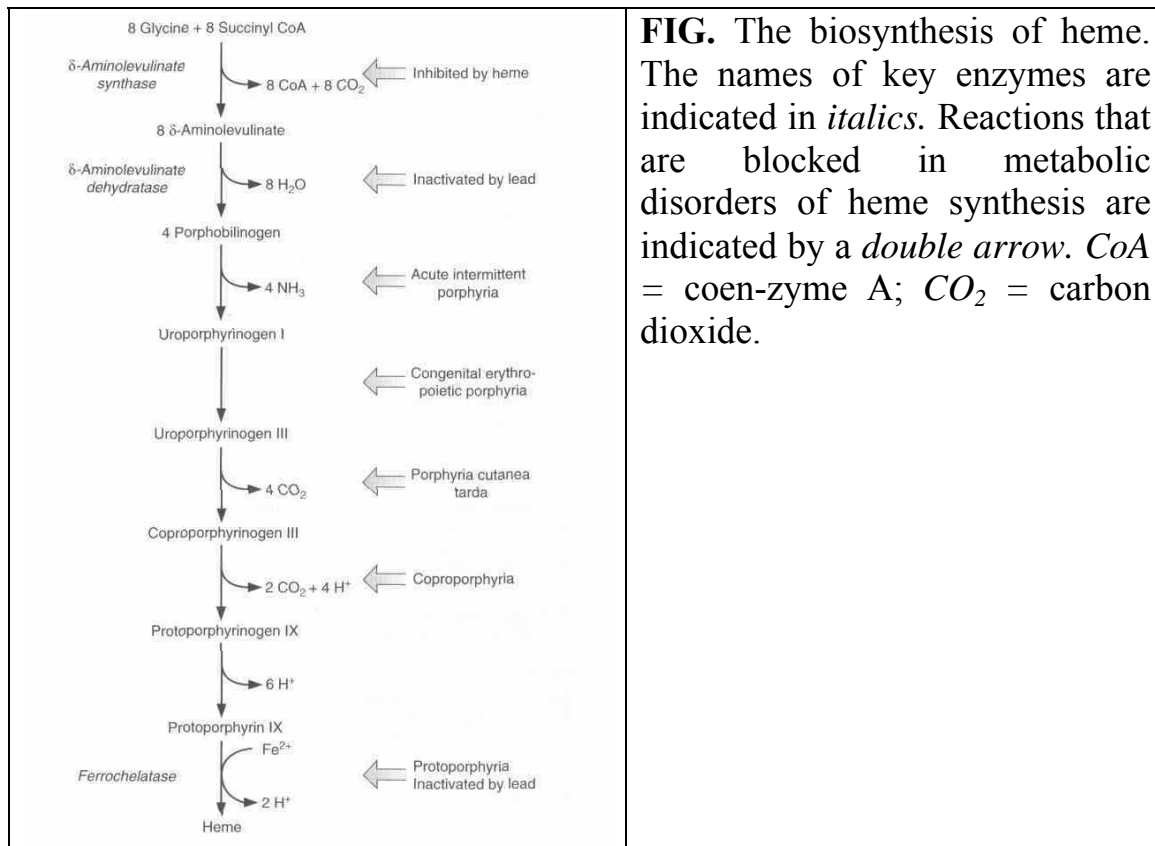 8 Glycine + 8 Succinyl CoA
δ-Aminolevulinate
synthase
8 CoA + 8 CO₂
Inhibited by heme
8 δ-Aminolevulinate
δ-Aminolevulinate
dehydratase
8 H₂O
Inactivated by lead
4 Porphobilinogen
4 NH₃
Acute intermittent
porphyria
Uroporphyrinogen I
Congenital erythro-
poietic porphyria
Uroporphyrinogen III
4 CO₂
Porphyria cutanea
tarda
Coproporphyrinogen III
2 CO₂ + 4 H⁺
Coproporphyria
Protoporphyrinogen IX
6 H⁺
Protoporphyrin IX
Fe²⁺
Ferrochelatase
Protoporphyria
Inactivated by lead
2 H⁺
Heme
FIG. The biosynthesis of heme.
The names of key enzymes are
indicated in italics. Reactions that
are blocked in metabolic
disorders of heme synthesis are
indicated by a double arrow. CoA
= coen-zyme A; CO₂ = carbon
dioxide.